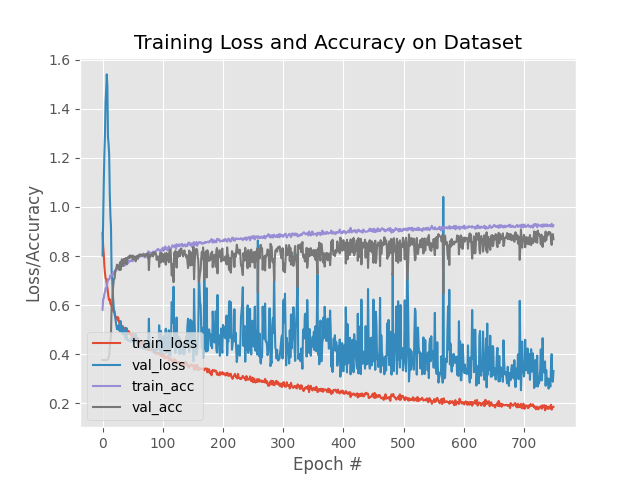 Training Loss and Accuracy on Dataset
1.6
1.4
1.2
1.0
0.8
0.6
0.4
0.2
Loss/Accuracy
train_loss
val_loss
train_acc
val_acc
0 100 200 300 400 500 600 700
Epoch #